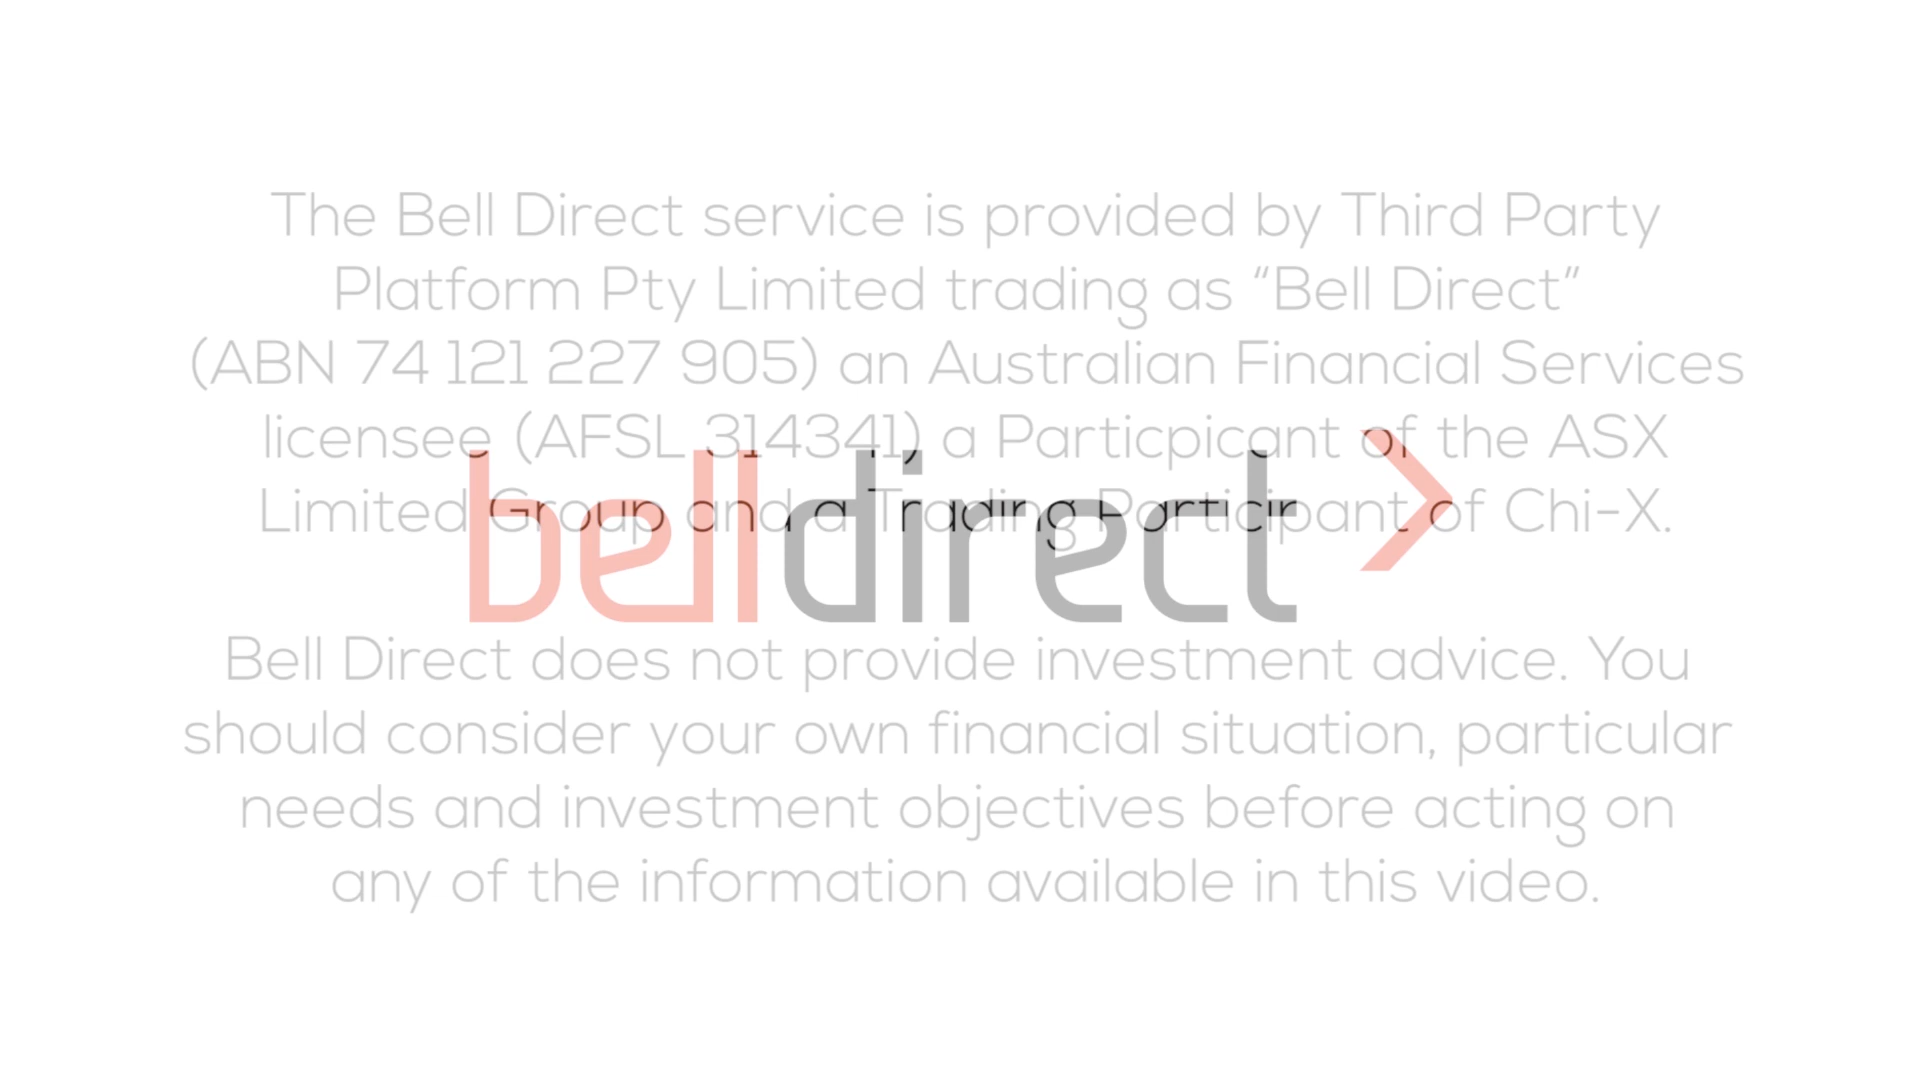 The Bell Direct service is provided by Third Party
Platform Pty Limited trading as “Bell Direct”
(ABN 74 121 227 905) an Australian Financial Services
licensee (AFSL 314341) a Particpicant of the ASX
Limited Group and a Trading Participant of Chi-X.
belldirect
Bell Direct does not provide investment advice. You
should consider your own financial situation, particular
needs and investment objectives before acting on
any of the information available in this video.